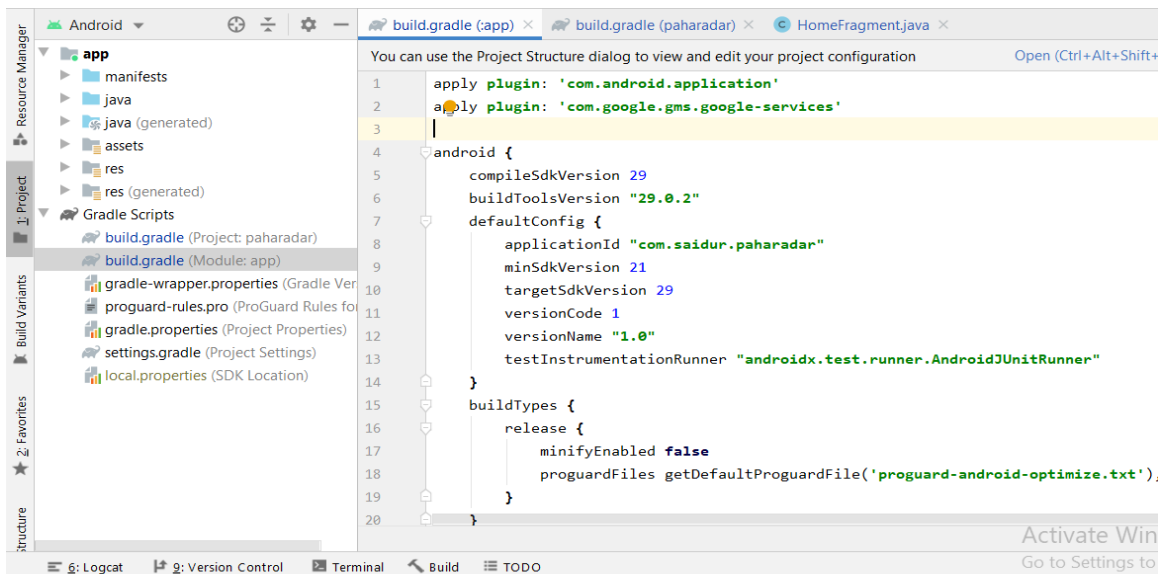 Android
build.gradle (:app)
build.gradle (paharadar)
HomeFragment.java
Resource Manager
1: Project
Build Variants
2: Favorites
app
manifests
java
java (generated)
assets
res
res (generated)
Gradle Scripts
build.gradle (Project: paharadar)
build.gradle (Module: app)
gradle-wrapper.properties (Gradle Ver
proguard-rules.pro (ProGuard Rules fo
gradle.properties (Project Properties)
settings.gradle (Project Settings)
local.properties (SDK Location)
You can use the Project Structure dialog to view and edit your project configuration
Open (Ctrl+Alt+Shift+
1 apply plugin: 'com.android.application'
2 apply plugin: 'com.google.gms.google-services'
3
4 android {
5 compileSdkVersion 29
6 buildToolsVersion "29.0.2"
7 defaultConfig {
8 applicationId "com.saidur.paharadar"
9 minSdkVersion 21
10 targetSdkVersion 29
11 versionCode 1
12 versionName "1.0"
13 testInstrumentationRunner "androidx.test.runner.AndroidJUnitRunner"
14 }
15 buildTypes {
16 release {
17 minifyEnabled false
18 proguardFiles getDefaultProguardFile('proguard-android-optimize.txt'),
19 }
20 }
Activate Win
Go to Settings to
6: Logcat
9: Version Control
Terminal
Build
TODO